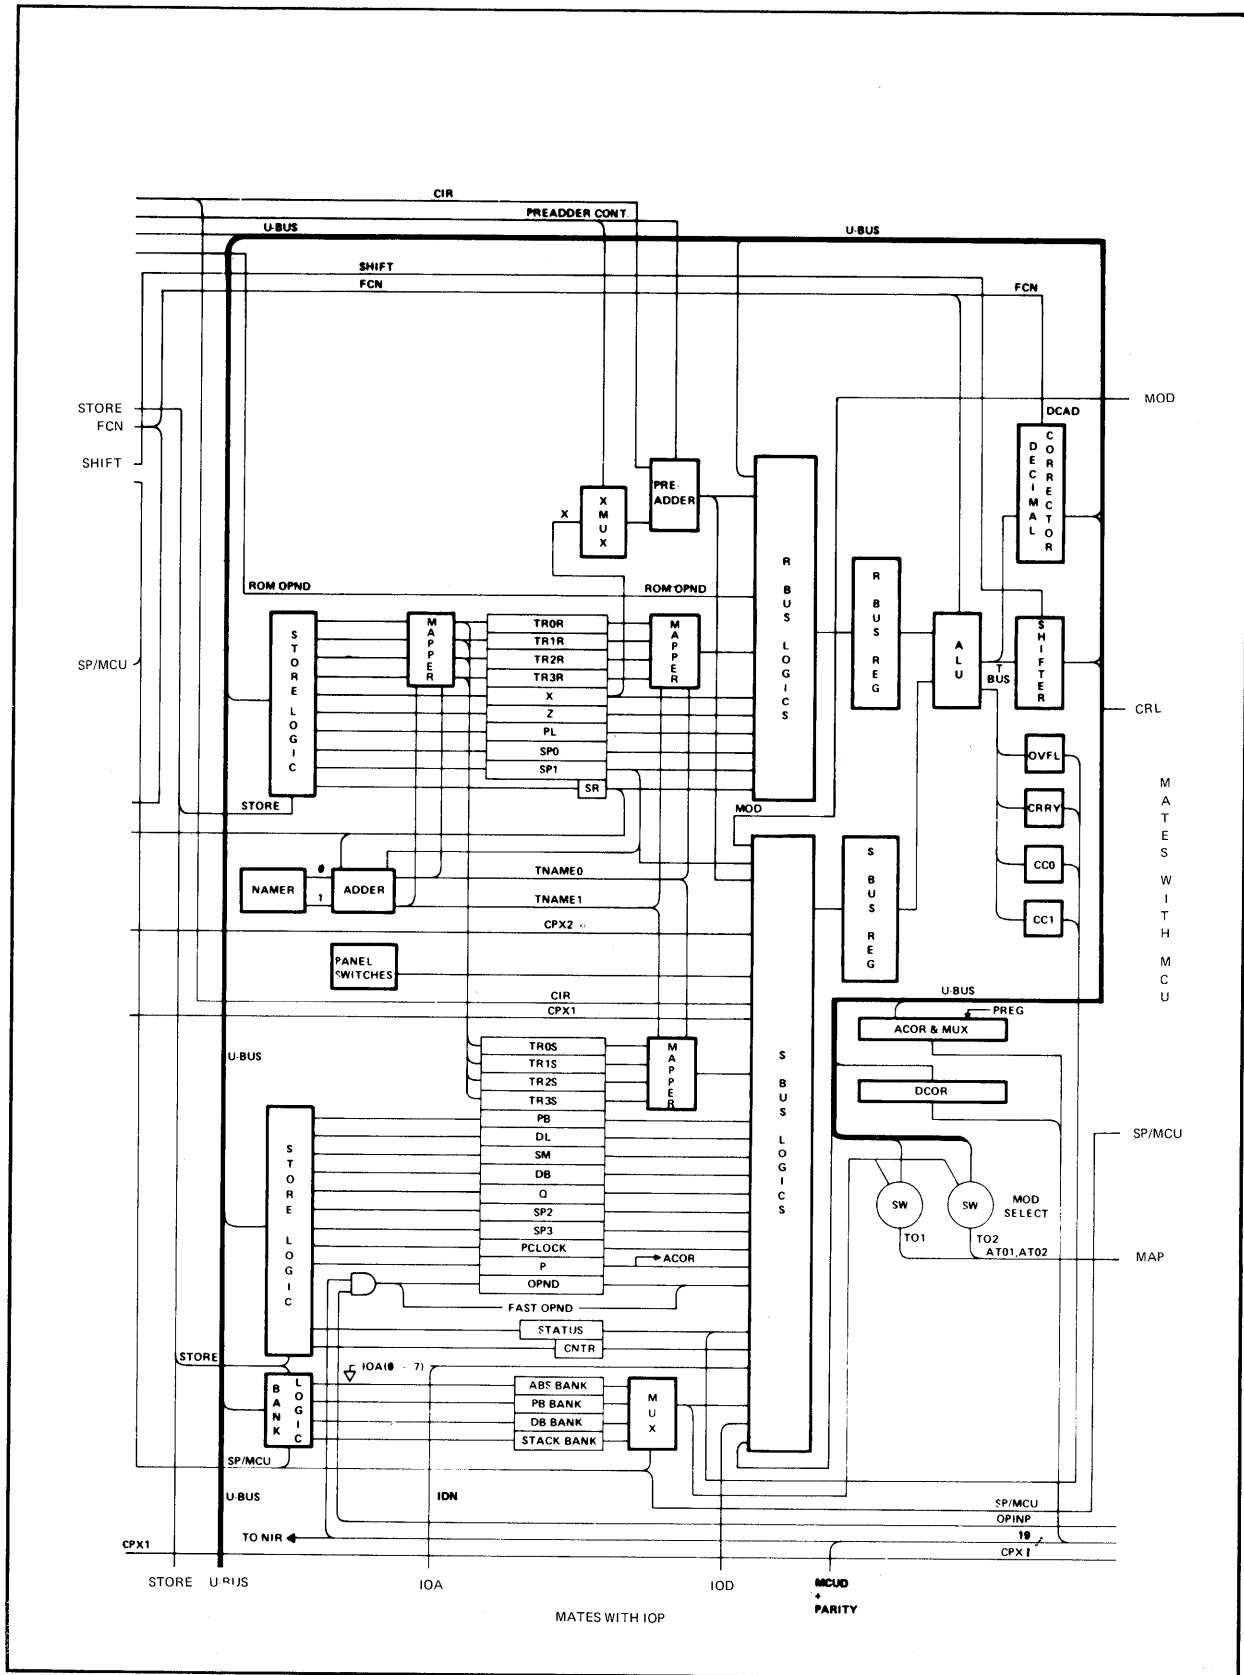 CIR
PREADDER CONT.
U-BUS
U-BUS
SHIFT
FCN
FCN
STORE
MOD
FCN
DCAD
SHIFT
DECIMAL CORRECTOR
PRE-
ADDER
XMUX
X
R BUS LOGICS
R BUS REG
ALU
SHIFTER
T
BUS
ROM OPND
ROM OPND
STORE LOGIC
MAPPER
TR0R
TR1R
TR2R
TR3R
X
Z
PL
SP0
SP1
SR
MAPPER
SP/MCU
CRL
OVFL
CRRY
CC0
CC1
MATES WITH MCU
STORE
MOD
NAMER
0
1
ADDER
TNAME0
TNAME1
CPX2
PANEL
SWITCHES
CIR
CPX1
S BUS LOGICS
S BUS REG
U-BUS
PREG
ACOR & MUX
DCOR
U-BUS
TR0S
TR1S
TR2S
TR3S
PB
DL
SM
DB
Q
SP2
SP3
PCLOCK
P
OPND
MAPPER
STORE LOGIC
ACOR
FAST OPND
STATUS
CNTR
SP/MCU
SW
SW
MOD
SELECT
TO1
TO2
AT01,AT02
MAP
STORE
IOA(0 - 7)
BANK LOGIC
ABS BANK
PB BANK
DB BANK
STACK BANK
MUX
SP/MCU
U-BUS
IDN
SP/MCU
OPINP
TO NIR
19
CPX1
CPX1
STORE
U-BUS
IOA
IOD
MCUD
+
PARITY
MATES WITH IOP